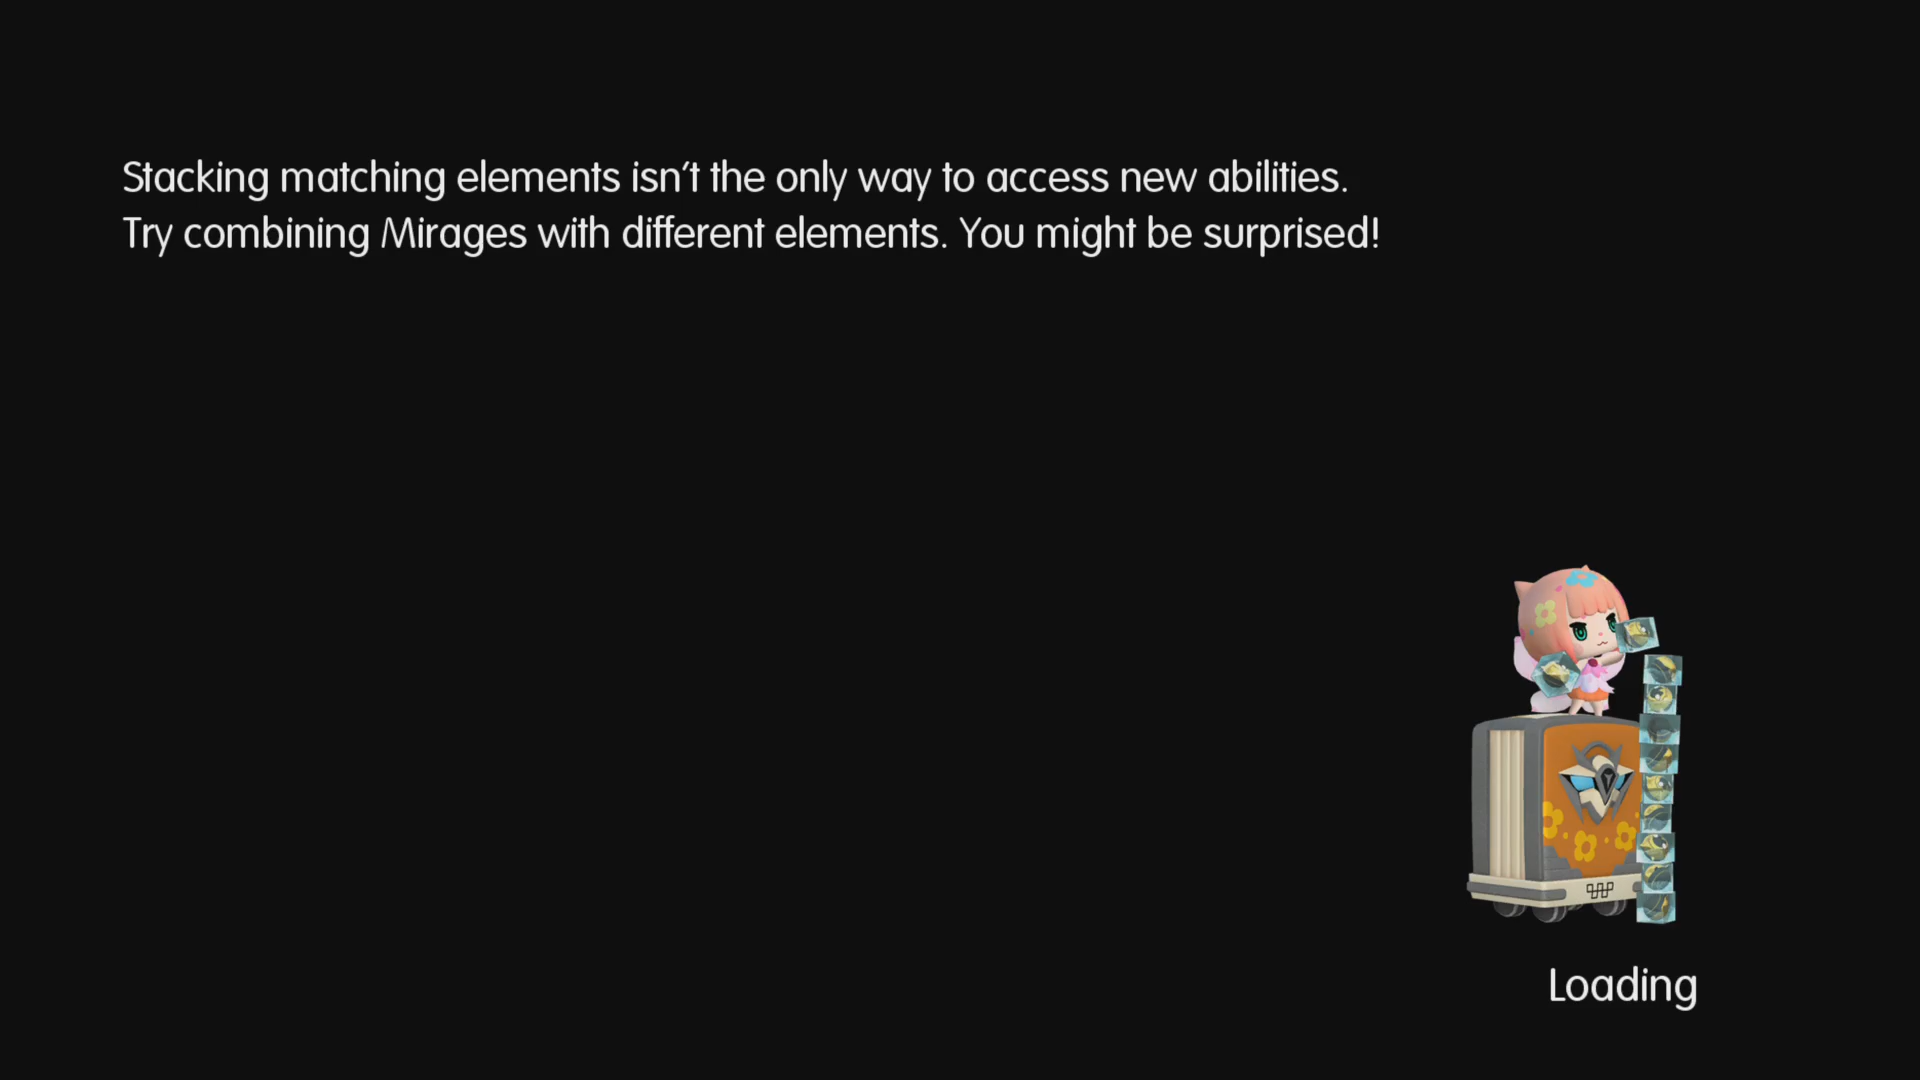 Stacking matching elements isn't the only way to access new abilities.
Try combining Mirages with different elements. You might be surprised!
Loading